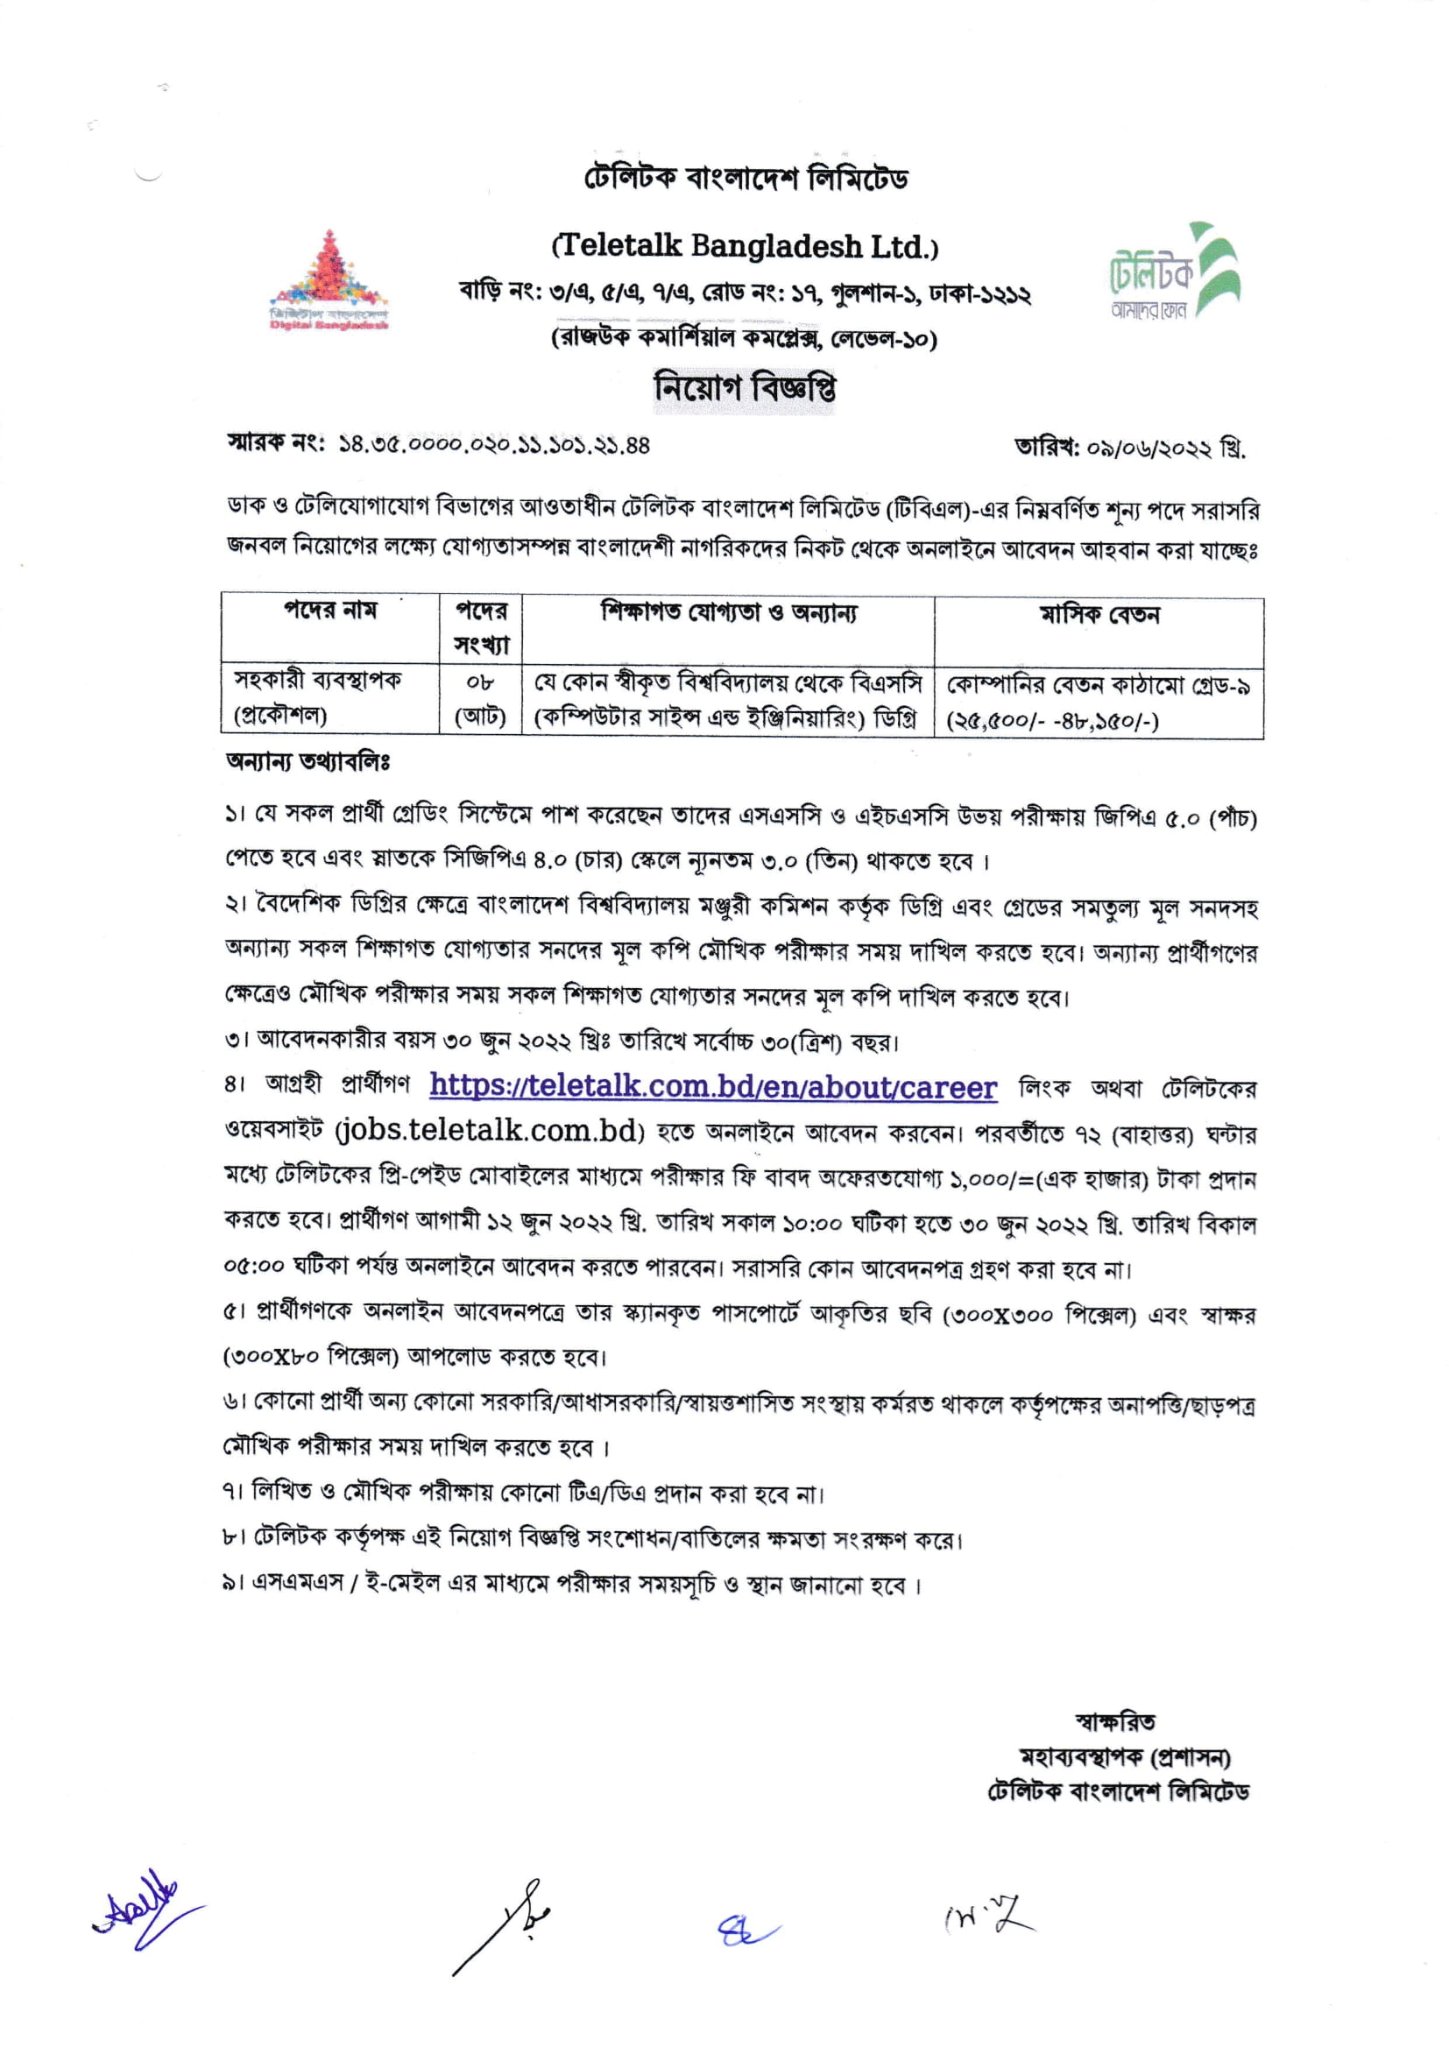 টেলিটক বাংলাদেশ লিমিটেড
(Teletalk Bangladesh Ltd.)
বাড়ি নং: ৩/এ, ৫/এ, ৭/এ, রোড নং: ১৭, গুলশান-১, ঢাকা-১২১২
(রাজউক কমার্শিয়াল কমপ্লেক্স, লেভেল-১০)
ডিজিটাল বাংলাদেশ
Digital Bangladesh
টেলিটক
আমাদের ফোন
নিয়োগ বিজ্ঞপ্তি
স্মারক নং: ১৪.৩৫.০০০০.০২০.১১.১০১.২১.৪৪ তারিখ: ০৯/০৬/২০২২ খ্রি.
ডাক ও টেলিযোগাযোগ বিভাগের আওতাধীন টেলিটক বাংলাদেশ লিমিটেড (টিবিএল)-এর নিম্নবর্ণিত শূন্য পদে সরাসরি
জনবল নিয়োগের লক্ষ্যে যোগ্যতাসম্পন্ন বাংলাদেশী নাগরিকদের নিকট থেকে অনলাইনে আবেদন আহবান করা যাচ্ছেঃ
পদের নাম পদের শিক্ষাগত যোগ্যতা ও অন্যান্য মাসিক বেতন
সংখ্যা
সহকারী ব্যবস্থাপক ০৮ যে কোন স্বীকৃত বিশ্ববিদ্যালয় থেকে বিএসসি কোম্পানির বেতন কাঠামো গ্রেড-৯
(প্রকৌশল) (আট) (কম্পিউটার সাইন্স এন্ড ইঞ্জিনিয়ারিং) ডিগ্রি (২৫,৫০০/- -৪৮,১৫০/-)
অন্যান্য তথ্যাবলিঃ
১। যে সকল প্রার্থী গ্রেডিং সিস্টেমে পাশ করেছেন তাদের এসএসসি ও এইচএসসি উভয় পরীক্ষায় জিপিএ ৫.০ (পাঁচ)
পেতে হবে এবং স্নাতকে সিজিপিএ ৪.০ (চার) স্কেলে ন্যূনতম ৩.০ (তিন) থাকতে হবে ।
২। বৈদেশিক ডিগ্রির ক্ষেত্রে বাংলাদেশ বিশ্ববিদ্যালয় মঞ্জুরী কমিশন কর্তৃক ডিগ্রি এবং গ্রেডের সমতুল্য মূল সনদসহ
অন্যান্য সকল শিক্ষাগত যোগ্যতার সনদের মূল কপি মৌখিক পরীক্ষার সময় দাখিল করতে হবে। অন্যান্য প্রার্থীগণের
ক্ষেত্রেও মৌখিক পরীক্ষার সময় সকল শিক্ষাগত যোগ্যতার সনদের মূল কপি দাখিল করতে হবে।
৩। আবেদনকারীর বয়স ৩০ জুন ২০২২ খ্রিঃ তারিখে সর্বোচ্চ ৩০(ত্রিশ) বছর।
৪। আগ্রহী প্রার্থীগণ https://teletalk.com.bd/en/about/career লিংক অথবা টেলিটকের
ওয়েবসাইট (jobs.teletalk.com.bd) হতে অনলাইনে আবেদন করবেন। পরবর্তীতে ৭২ (বাহাত্তর) ঘন্টার
মধ্যে টেলিটকের প্রি-পেইড মোবাইলের মাধ্যমে পরীক্ষার ফি বাবদ অফেরতযোগ্য ১,০০০/=(এক হাজার) টাকা প্রদান
করতে হবে। প্রার্থীগণ আগামী ১২ জুন ২০২২ খ্রি. তারিখ সকাল ১০:০০ ঘটিকা হতে ৩০ জুন ২০২২ খ্রি. তারিখ বিকাল
০৫:০০ ঘটিকা পর্যন্ত অনলাইনে আবেদন করতে পারবেন। সরাসরি কোন আবেদনপত্র গ্রহণ করা হবে না।
৫। প্রার্থীগণকে অনলাইন আবেদনপত্রে তার স্ক্যানকৃত পাসপোর্টে আকৃতির ছবি (৩০০X৩০০ পিক্সেল) এবং স্বাক্ষর
(৩০০X৮০ পিক্সেল) আপলোড করতে হবে।
৬। কোনো প্রার্থী অন্য কোনো সরকারি/আধাসরকারি/স্বায়ত্তশাসিত সংস্থায় কর্মরত থাকলে কর্তৃপক্ষের অনাপত্তি/ছাড়পত্র
মৌখিক পরীক্ষার সময় দাখিল করতে হবে ।
৭। লিখিত ও মৌখিক পরীক্ষায় কোনো টিএ/ডিএ প্রদান করা হবে না।
৮। টেলিটক কর্তৃপক্ষ এই নিয়োগ বিজ্ঞপ্তি সংশোধন/বাতিলের ক্ষমতা সংরক্ষণ করে।
৯। এসএমএস / ই-মেইল এর মাধ্যমে পরীক্ষার সময়সূচি ও স্থান জানানো হবে ।
স্বাক্ষরিত
মহাব্যবস্থাপক (প্রশাসন)
টেলিটক বাংলাদেশ লিমিটেড